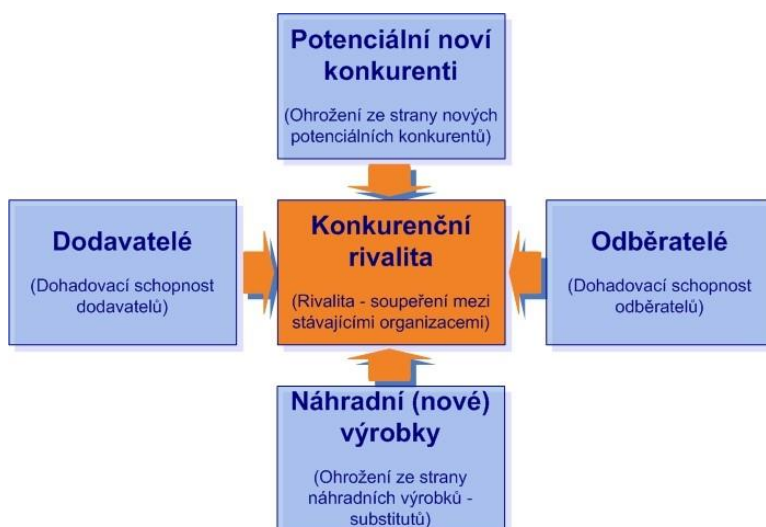 Potenciální noví
konkurenti
(Ohrožení ze strany nových
potenciálních konkurentů)
Dodavatelé
(Dohadovací schopnost
dodavatelů)
Konkurenční
rivalita
(Rivalita - soupeření mezi
stávajícími organizacemi)
Odběratelé
(Dohadovací schopnost
odběratelů)
Náhradní (nové)
výrobky
(Ohrožení ze strany
náhradních výrobků -
substitutů)